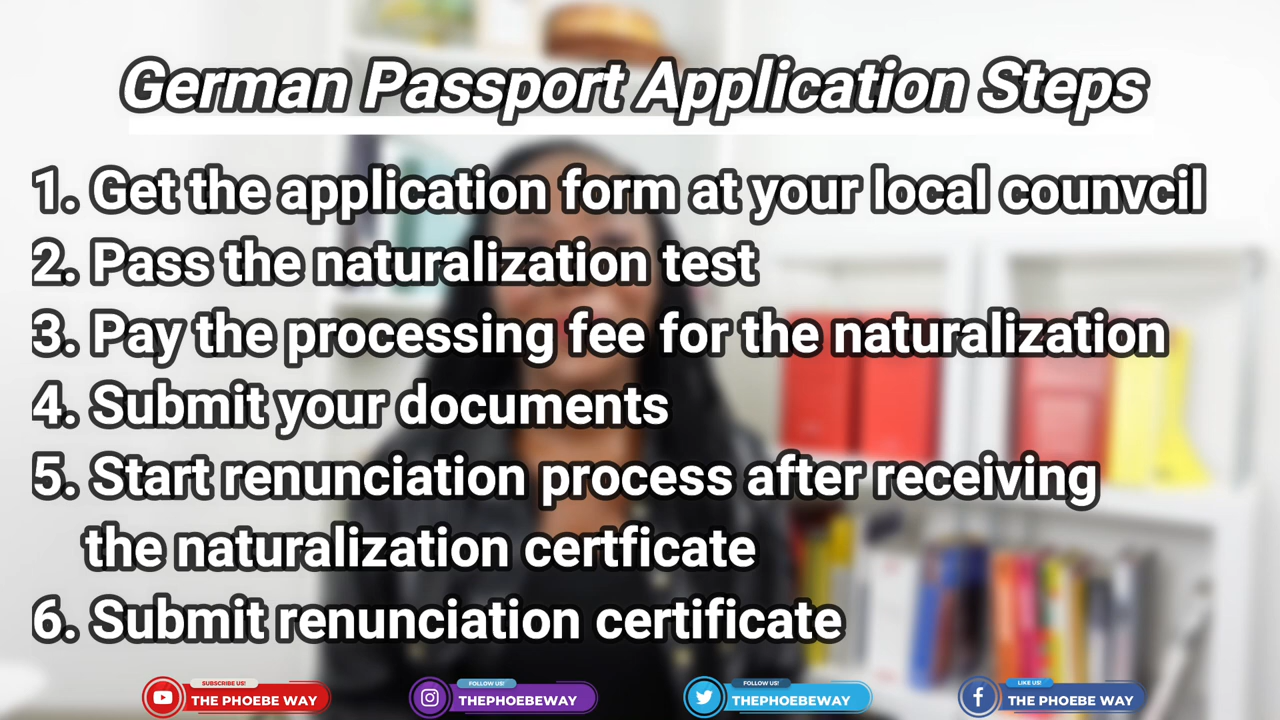 German Passport Application Steps
1. Get the application form at your local counvcil
2. Pass the naturalization test
3. Pay the processing fee for the naturalization
4. Submit your documents
5. Start renunciation process after receiving
the naturalization certficate
6. Submit renunciation certificate
SUBSCRIBE US!
THE PHOEBE WAY
FOLLOW US!
THEPHOEBEWAY
FOLLOW US!
THEPHOEBEWAY
LIKE US!
THE PHOEBE WAY